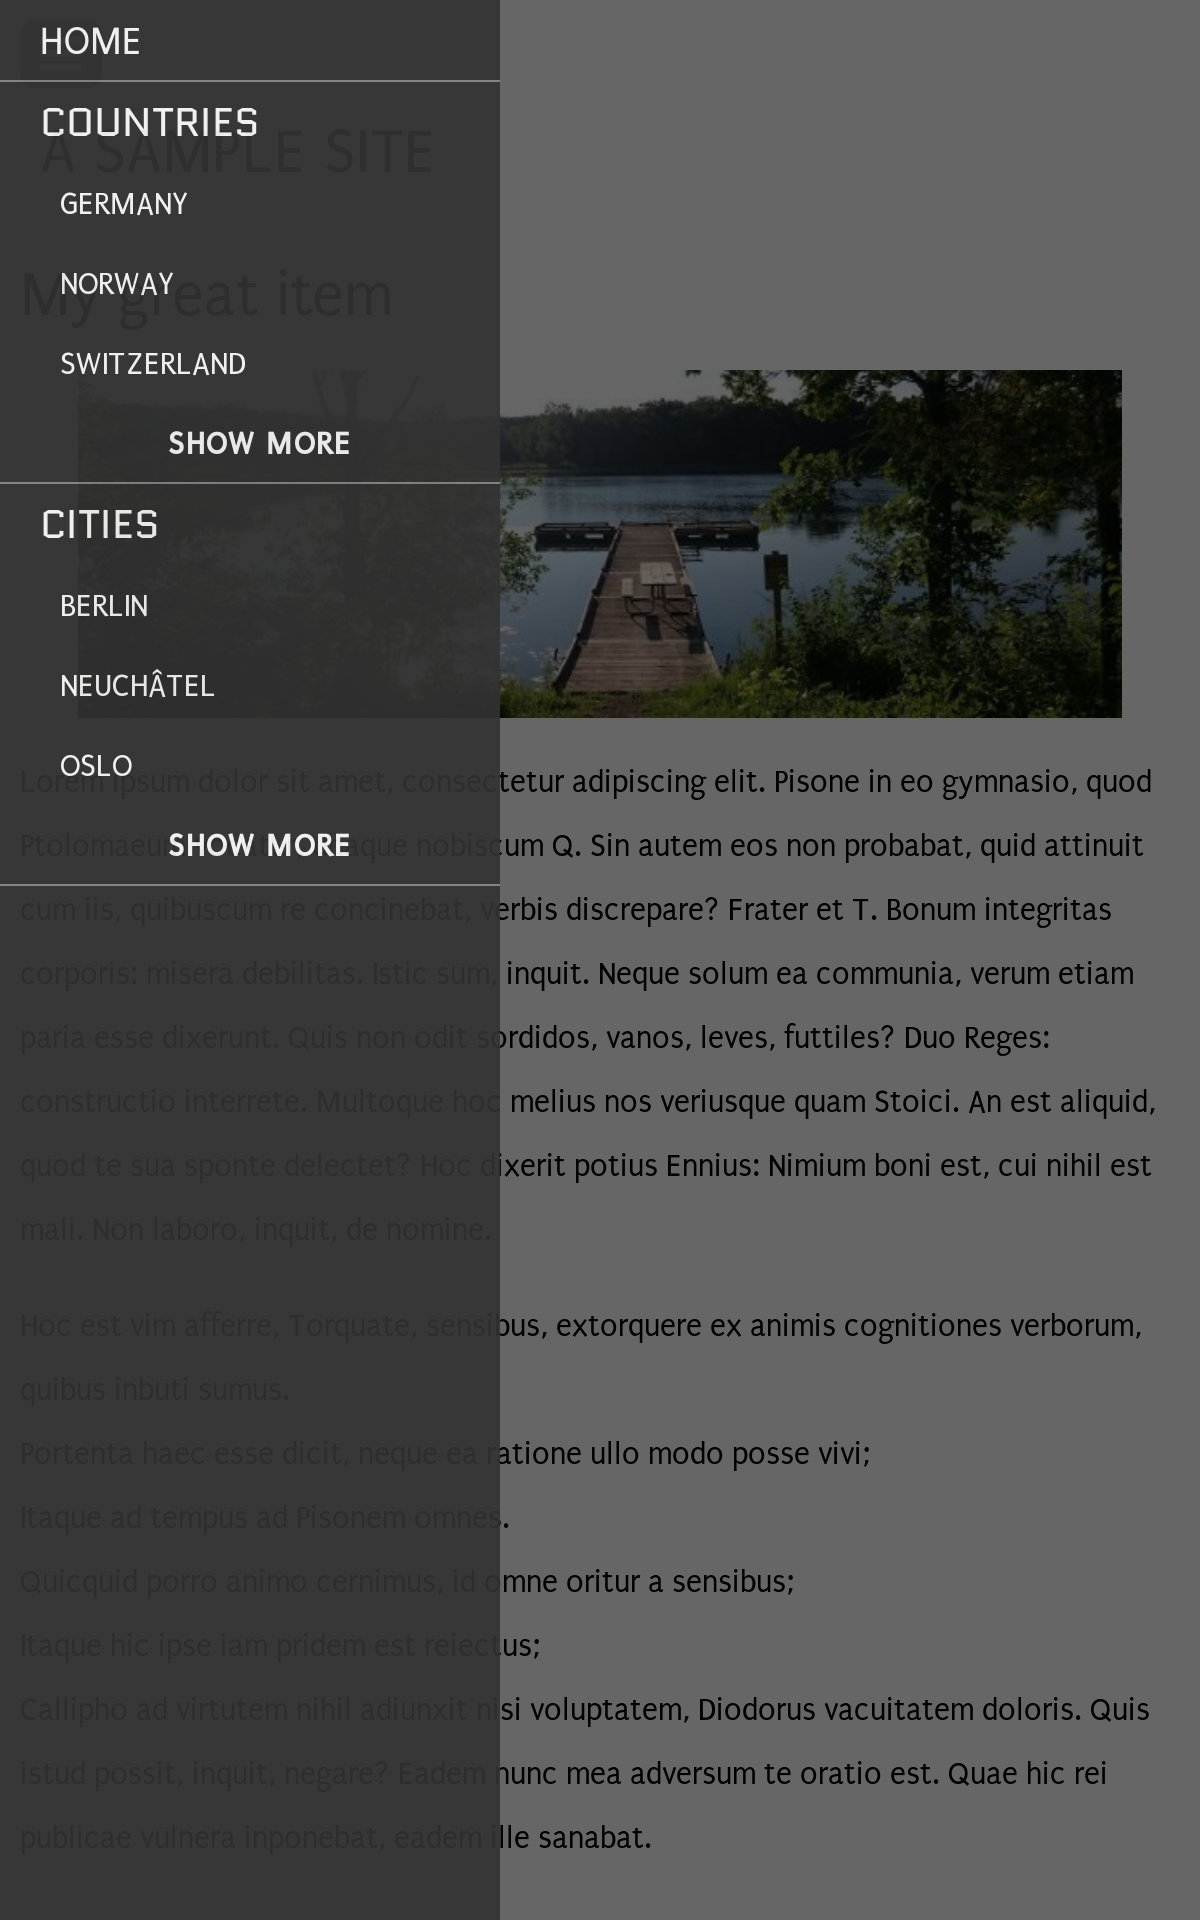 HOME
COUNTRIES
A SAMPLE SITE
GERMANY
My great item
NORWAY
SWITZERLAND
SHOW MORE
CITIES
BERLIN
NEUCHÂTEL
OSLO
Lorem ipsum dolor sit amet, consectetur adipiscing elit. Pisone in eo gymnasio, quod
SHOW MORE
Ptolomaeum aque nobiscum Q. Sin autem eos non probabat, quid attinuit
cum iis, quibuscum re concinebat, verbis discrepare? Frater et T. Bonum integritas
corporis: misera debilitas. Istic sum, inquit. Neque solum ea communia, verum etiam
paria esse dixerunt. Quis non odit sordidos, vanos, leves, futtiles? Duo Reges:
constructio interrete. Multoque hoc melius nos veriusque quam Stoici. An est aliquid,
quod te sua sponte delectet? Hoc dixerit potius Ennius: Nimium boni est, cui nihil est
mali. Non laboro, inquit, de nomine.
Hoc est vim afferre, Torquate, sensibus, extorquere ex animis cognitiones verborum,
quibus inbuti sumus.
Portenta haec esse dicit, neque ea ratione ullo modo posse vivi;
Itaque ad tempus ad Pisonem omnes.
Quicquid porro animo cernimus, id omne oritur a sensibus;
Itaque hic ipse iam pridem est reiectus;
Callipho ad virtutem nihil adiunxit nisi voluptatem, Diodorus vacuitatem doloris. Quis
istud possit, inquit, negare? Eadem nunc mea adversum te oratio est. Quae hic rei
publicae vulnera inponebat, eadem ille sanabat.